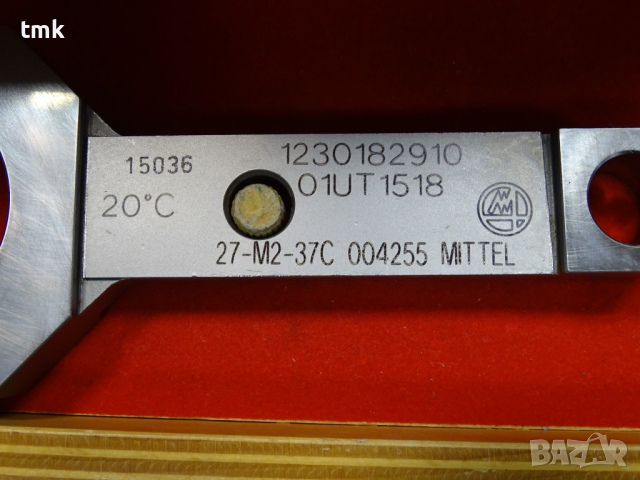 tmk
1230182910
15036
01UT1518
20°C
27-M2-37C 004255 MITTEL
BAZAR